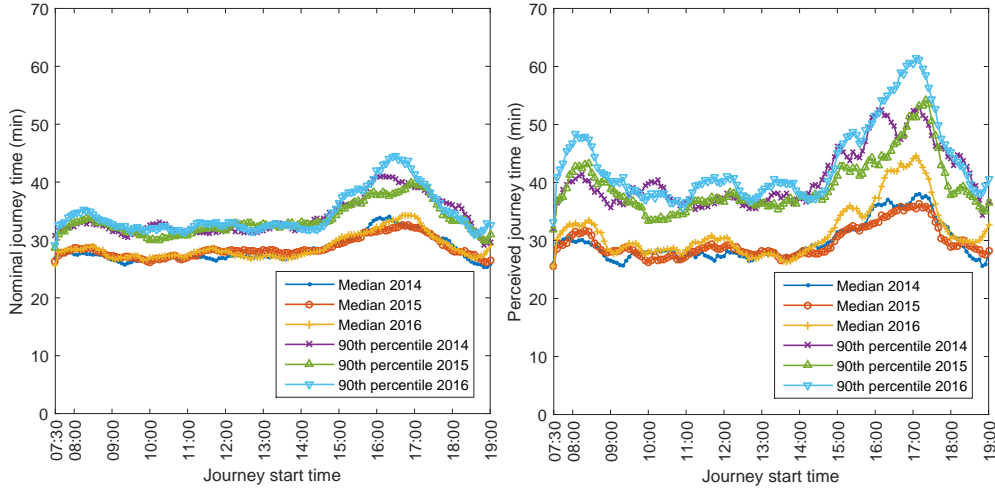 70
60
50
40
30
20
10
0
Nominal journey time (min)
07:30
08:00
09:00
10:00
11:00
12:00
13:00
14:00
15:00
16:00
17:00
18:00
19:00
Journey start time
Median 2014
Median 2015
Median 2016
90th percentile 2014
90th percentile 2015
90th percentile 2016
70
60
50
40
30
20
10
0
Perceived journey time (min)
07:30
08:00
09:00
10:00
11:00
12:00
13:00
14:00
15:00
16:00
17:00
18:00
19:00
Journey start time
Median 2014
Median 2015
Median 2016
90th percentile 2014
90th percentile 2015
90th percentile 2016